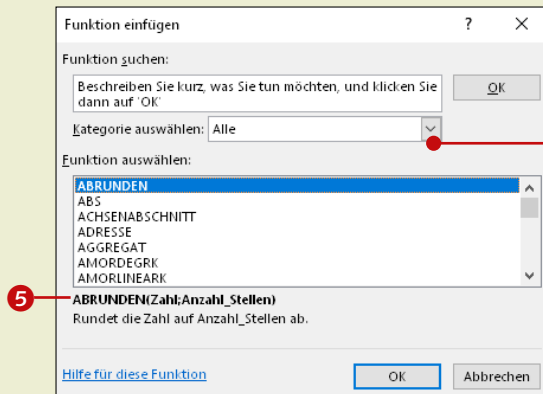 Funktion einfügen ? ×
Funktion suchen:
Beschreiben Sie kurz, was Sie tun möchten, und klicken Sie
dann auf 'OK'
OK
Kategorie auswählen: Alle
Funktion auswählen:
ABRUNDEN
ABS
ACHSENABSCHNITT
ADRESSE
AGGREGAT
AMORDEGRK
AMORLINEARK
5
ABRUNDEN(Zahl;Anzahl_Stellen)
Rundet die Zahl auf Anzahl_Stellen ab.
Hilfe für diese Funktion
OK
Abbrechen